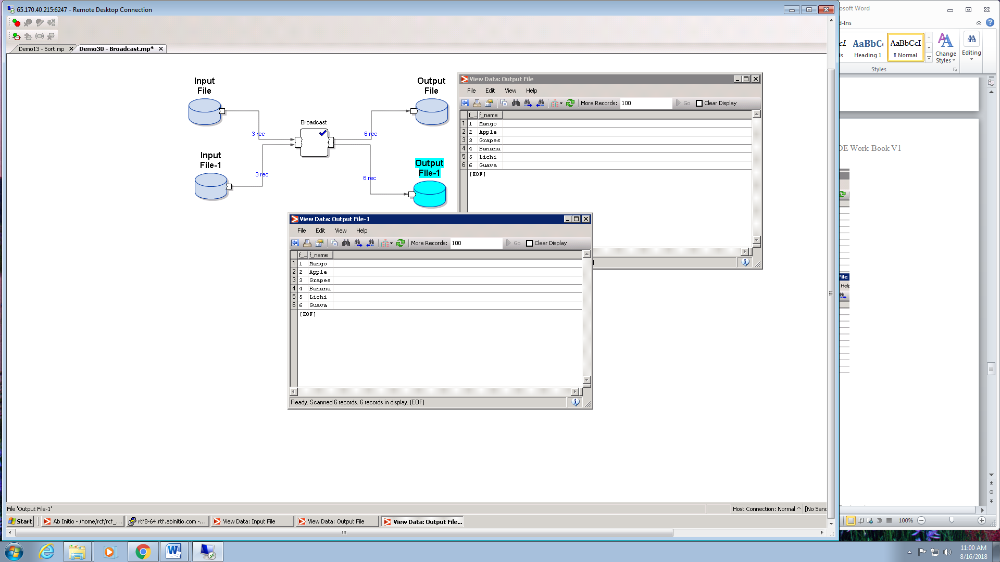 65.170.40.215:6247 - Remote Desktop Connection
osoft Word
d-Ins
Demo13 - Sort.mp
Demo30 - Broadcast.mp*
AaBbC
AaBbCcI
Heading 1
¶ Normal
Change
Styles
Editing
Styles
Input
File
Output
File
Broadcast
3 rec
6 rec
Input
File-1
3 rec
6 rec
Output
File-1
View Data: Output File
File Edit View Help
More Records: 100 Go Clear Display
f_... f_name
1 1 Mango
2 2 Apple
3 3 Grapes
4 4 Banana
5 5 Lichi
6 6 Guava
[EOF]
DE Work Book V1
View Data: Output File-1
File Edit View Help
More Records: 100 Go Clear Display
f_... f_name
1 1 Mango
2 2 Apple
3 3 Grapes
4 4 Banana
5 5 Lichi
6 6 Guava
[EOF]
Ready. Scanned 6 records. 6 records in display. (EOF)
File
Help
File 'Output File-1'
Host Connection: Normal ^ [No Sand
Start
Ab Initio - /home/rcf/rcf_...
rtf8-64.rtf.abinitio.com -...
View Data: Input File
View Data: Output File
View Data: Output File...
100%
11:00 AM
8/16/2018